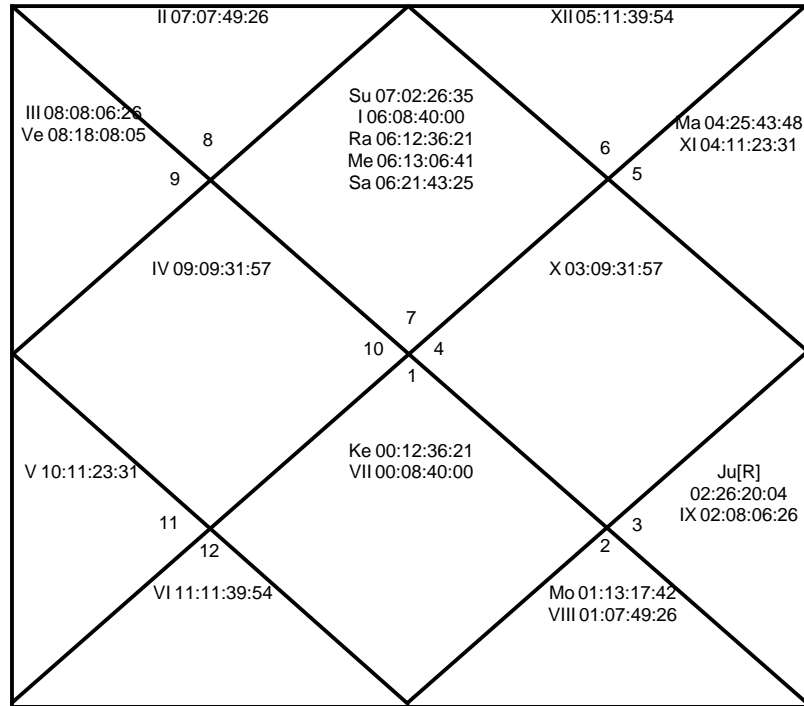 II 07:07:49:26
XII 05:11:39:54
III 08:08:06:26
Ve 08:18:08:05
8
9
Su 07:02:26:35
I 06:08:40:00
Ra 06:12:36:21
Me 06:13:06:41
Sa 06:21:43:25
6
5
Ma 04:25:43:48
XI 04:11:23:31
IV 09:09:31:57
X 03:09:31:57
7
10
4
1
V 10:11:23:31
11
12
Ke 00:12:36:21
VII 00:08:40:00
Ju[R]
02:26:20:04
IX 02:08:06:26
3
2
VI 11:11:39:54
Mo 01:13:17:42
VIII 01:07:49:26